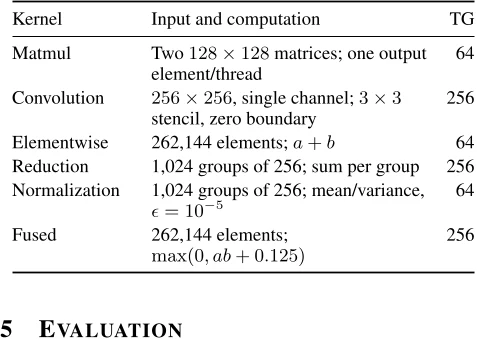 Kernel Input and computation TG
Matmul Two 128 × 128 matrices; one output 64
element/thread
Convolution 256 × 256, single channel; 3 × 3 256
stencil, zero boundary
Elementwise 262,144 elements; a + b 64
Reduction 1,024 groups of 256; sum per group 256
Normalization 1,024 groups of 256; mean/variance, 64
ϵ = 10⁻⁵
Fused 262,144 elements; 256
max(0, ab + 0.125)
5 EVALUATION